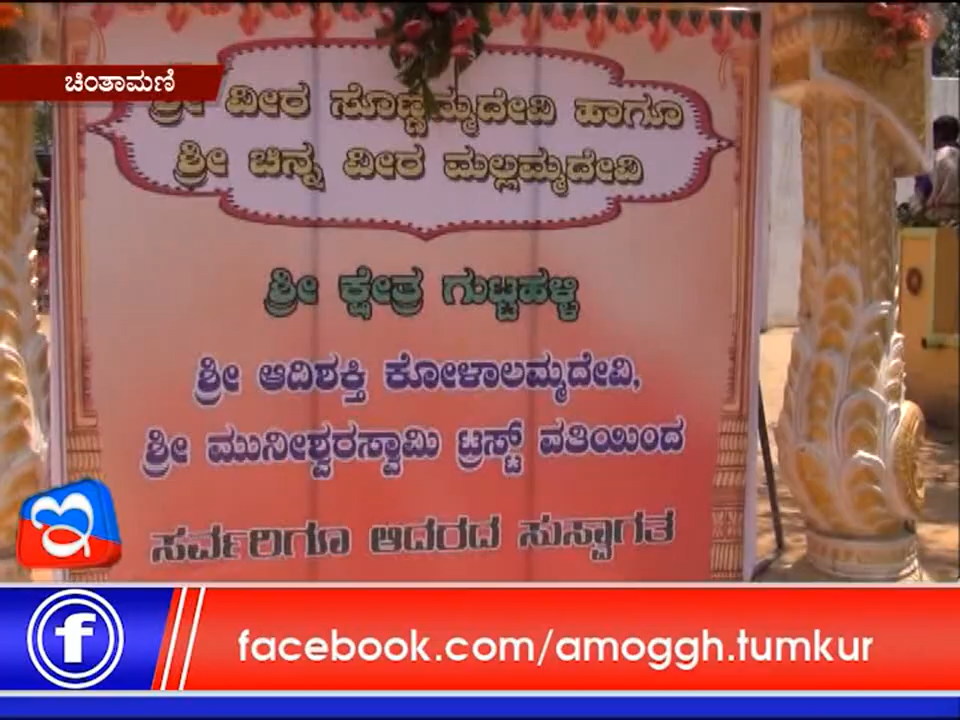 ಚಿಂತಾಮಣಿ
ಶ್ರೀ ವೀರ ಸೊಣ್ಣಮ್ಮದೇವಿ ಹಾಗೂ
ಶ್ರೀ ಚಿನ್ನ ವೀರ ಮಲ್ಲಮ್ಮದೇವಿ
ಶ್ರೀ ಕ್ಷೇತ್ರ ಗುಟ್ಟಹಳ್ಳಿ
ಶ್ರೀ ಆದಿಶಕ್ತಿ ಕೋಳಾಲಮ್ಮದೇವಿ,
ಶ್ರೀ ಮುನೀಶ್ವರಸ್ವಾಮಿ ಟ್ರಸ್ಟ್ ವತಿಯಿಂದ
ಸರ್ವರಿಗೂ ಆದರದ ಸುಸ್ವಾಗತ
facebook.com/amoggh.tumkur